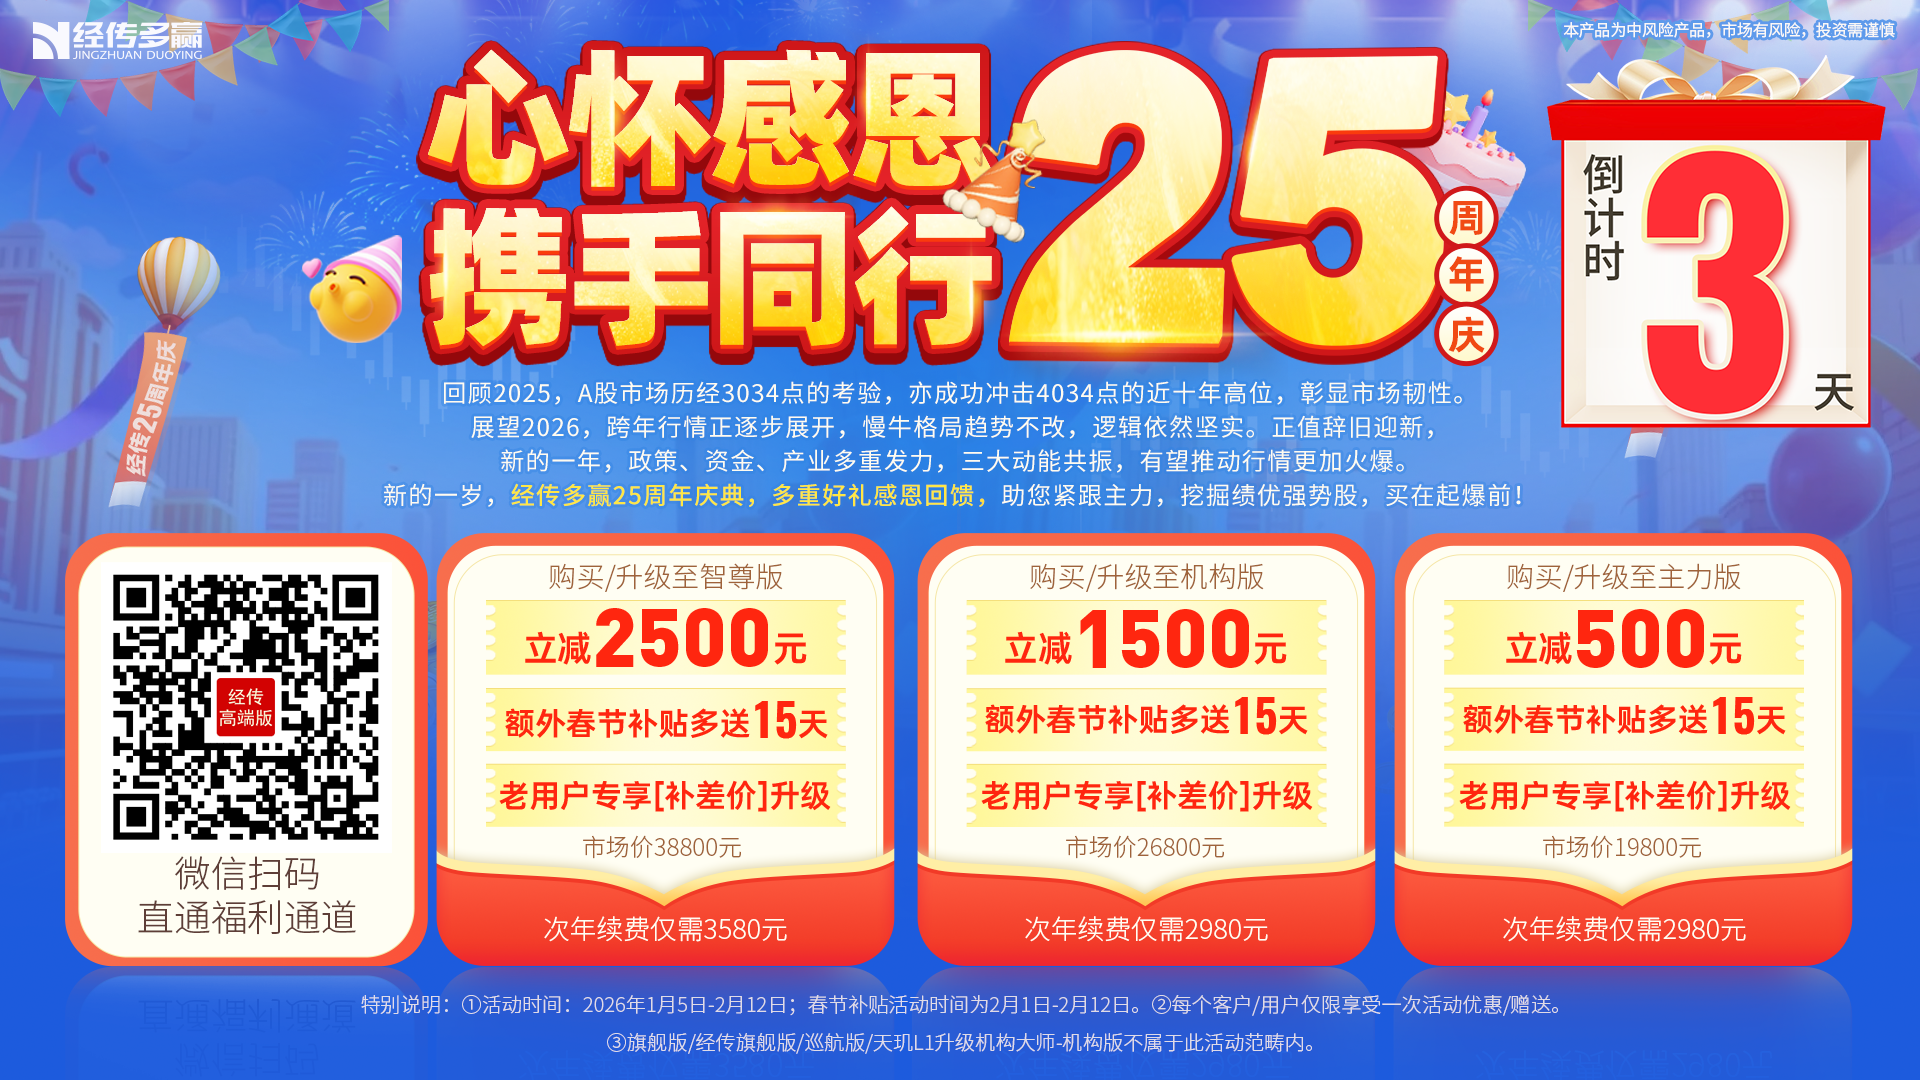 经传多赢
JINGZHUAN DUOYING
本产品为中风险产品，市场有风险，投资需谨慎
心怀感恩
携手同行
25
周年庆
倒计时
3
天
经传25周年庆
回顾2025，A股市场历经3034点的考验，亦成功冲击4034点的近十年高位，彰显市场韧性。
展望2026，跨年行情正逐步展开，慢牛格局趋势不改，逻辑依然坚实。正值辞旧迎新，
新的一年，政策、资金、产业多重发力，三大动能共振，有望推动行情更加火爆。
新的一岁，经传多赢25周年庆典，多重好礼感恩回馈，助您紧跟主力，挖掘绩优强势股，买在起爆前！
经传
高端版
微信扫码
直通福利通道
购买/升级至智尊版
立减2500元
额外春节补贴多送15天
老用户专享[补差价]升级
市场价38800元
次年续费仅需3580元
购买/升级至机构版
立减1500元
额外春节补贴多送15天
老用户专享[补差价]升级
市场价26800元
次年续费仅需2980元
购买/升级至主力版
立减500元
额外春节补贴多送15天
老用户专享[补差价]升级
市场价19800元
次年续费仅需2980元
特别说明：①活动时间：2026年1月5日-2月12日；春节补贴活动时间为2月1日-2月12日。②每个客户/用户仅限享受一次活动优惠/赠送。
③旗舰版/经传旗舰版/巡航版/天玑L1升级机构大师-机构版不属于此活动范畴内。